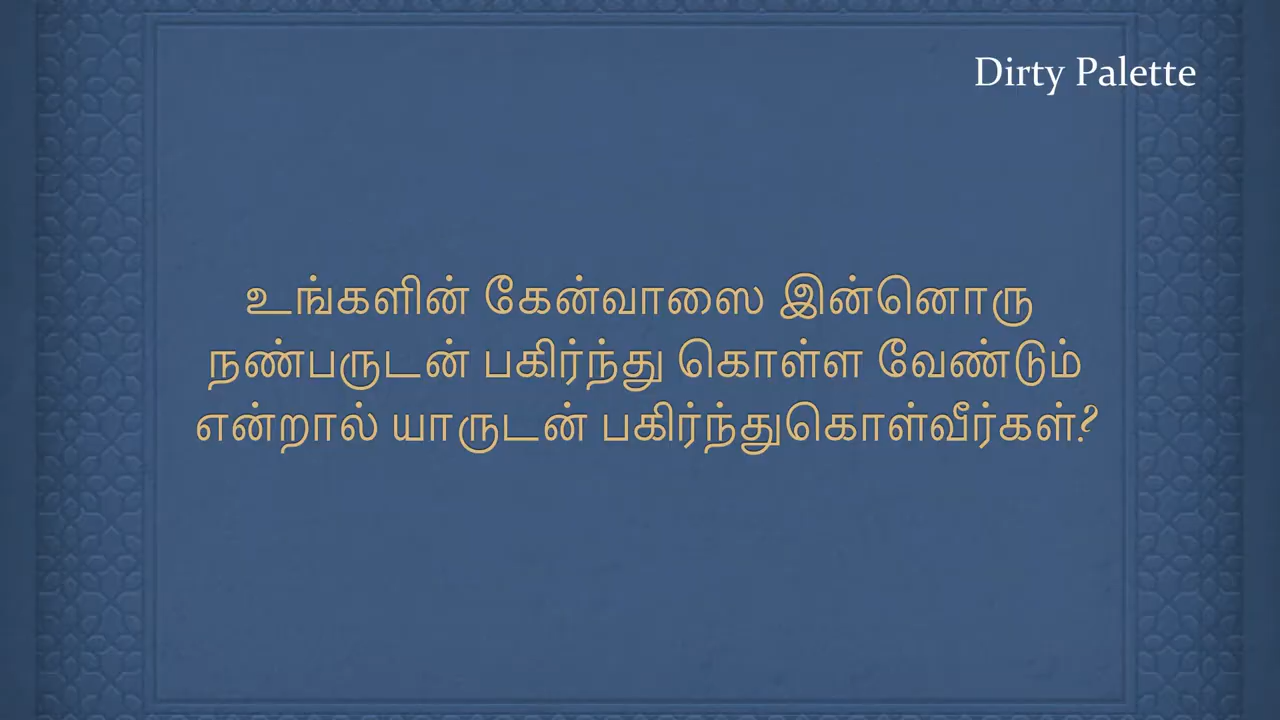 Dirty Palette
உங்களின் கேன்வாஸை இன்னொரு
நண்பருடன் பகிர்ந்து கொள்ள வேண்டும்
என்றால் யாருடன் பகிர்ந்துகொள்வீர்கள்?